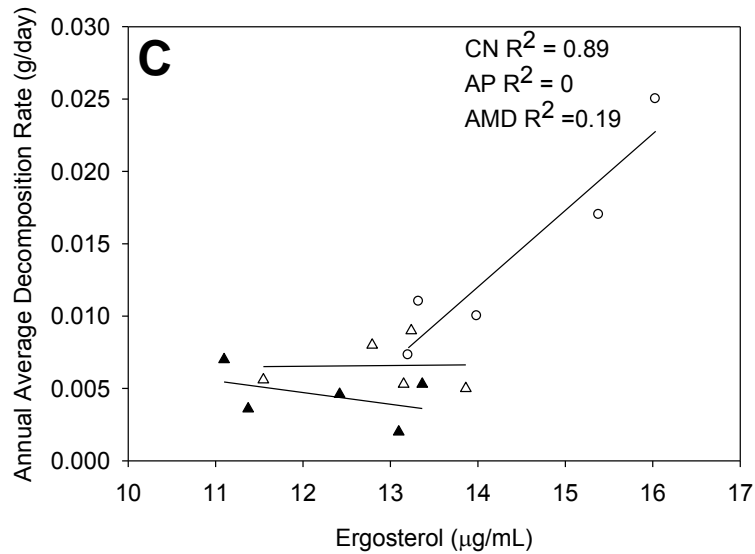 C
CN R² = 0.89
AP R² = 0
AMD R² =0.19
Annual Average Decomposition Rate (g/day)
0.030
0.025
0.020
0.015
0.010
0.005
0.000
10 11 12 13 14 15 16 17
Ergosterol (µg/mL)